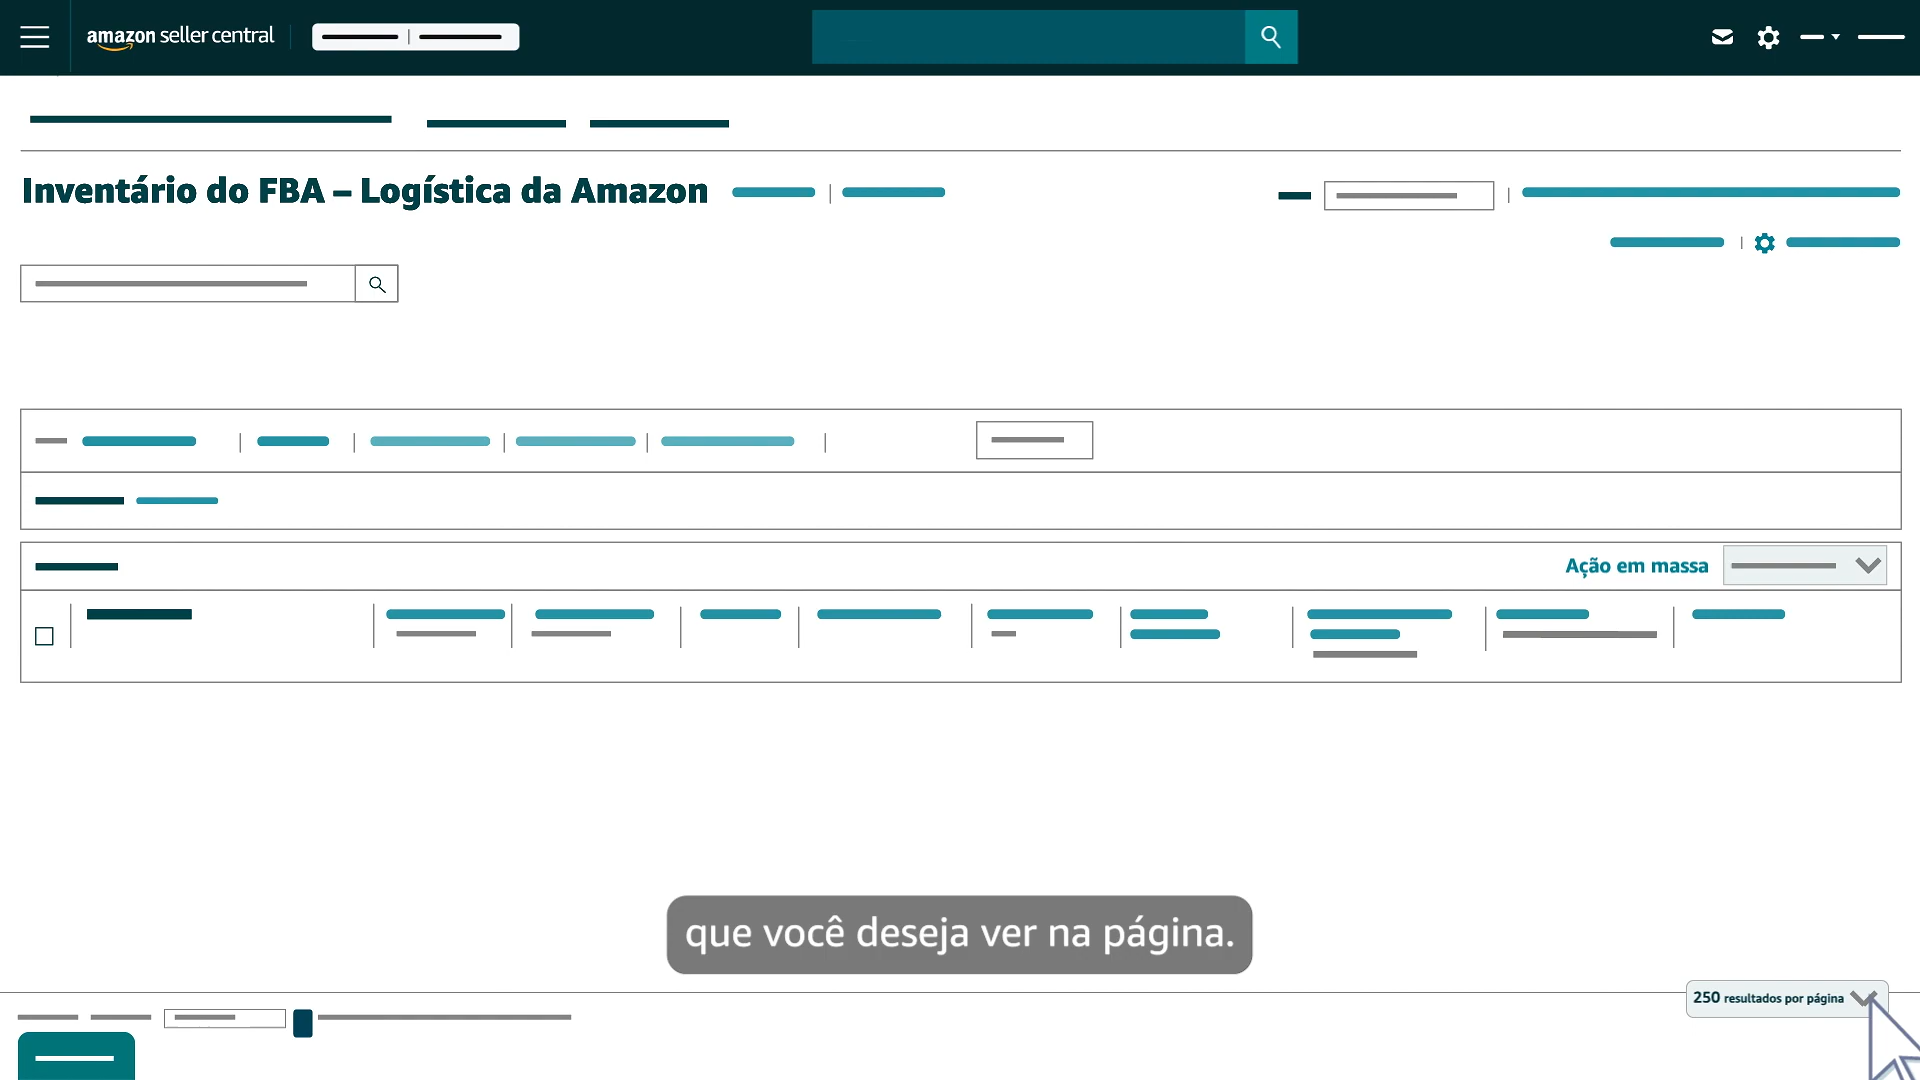 amazon seller central
Inventário do FBA – Logística da Amazon
Ação em massa
que você deseja ver na página.
250 resultados por página